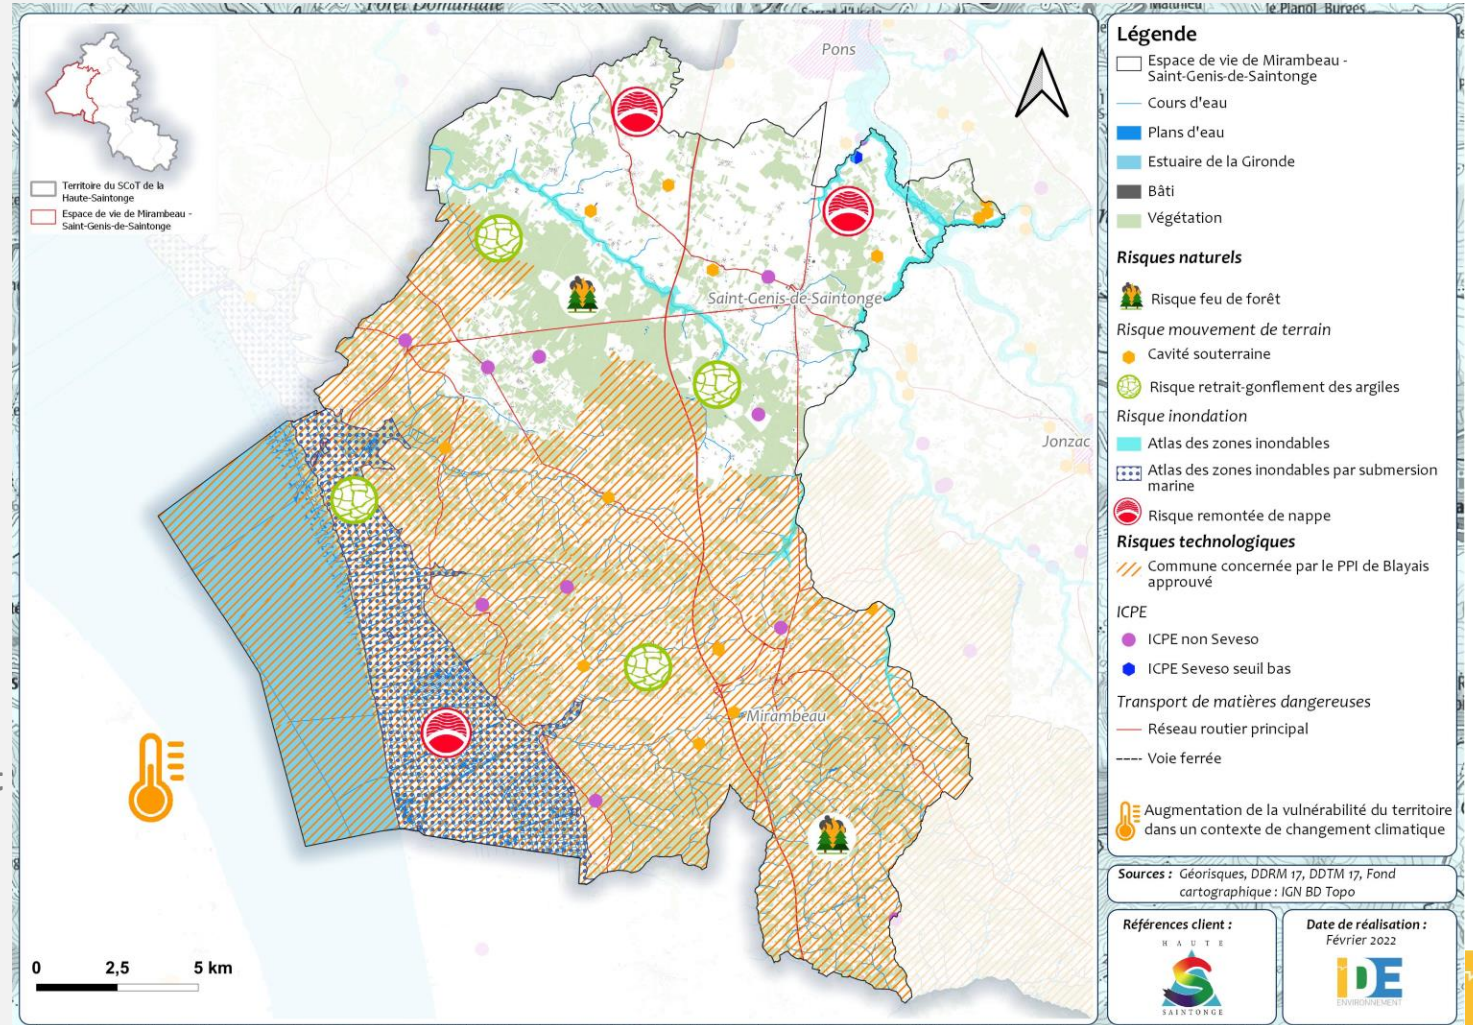 Pons
Saint-Genis-de-Saintonge
Jonzac
Mirambeau
Territoire du SCoT de la
Haute-Saintonge
Espace de vie de Mirambeau -
Saint-Genis-de-Saintonge
0 2,5 5 km
Légende
Espace de vie de Mirambeau -
Saint-Genis-de-Saintonge
Cours d'eau
Plans d'eau
Estuaire de la Gironde
Bâti
Végétation
Risques naturels
Risque feu de forêt
Risque mouvement de terrain
Cavité souterraine
Risque retrait-gonflement des argiles
Risque inondation
Atlas des zones inondables
Atlas des zones inondables par submersion
marine
Risque remontée de nappe
Risques technologiques
Commune concernée par le PPI de Blayais
approuvé
ICPE
ICPE non Seveso
ICPE Seveso seuil bas
Transport de matières dangereuses
Réseau routier principal
Voie ferrée
Augmentation de la vulnérabilité du territoire
dans un contexte de changement climatique
Sources : Géorisques, DDRM 17, DDTM 17, Fond
cartographique : IGN BD Topo
Références client :
HAUTE
SAINTONGE
Date de réalisation :
Février 2022
IDE
ENVIRONNEMENT